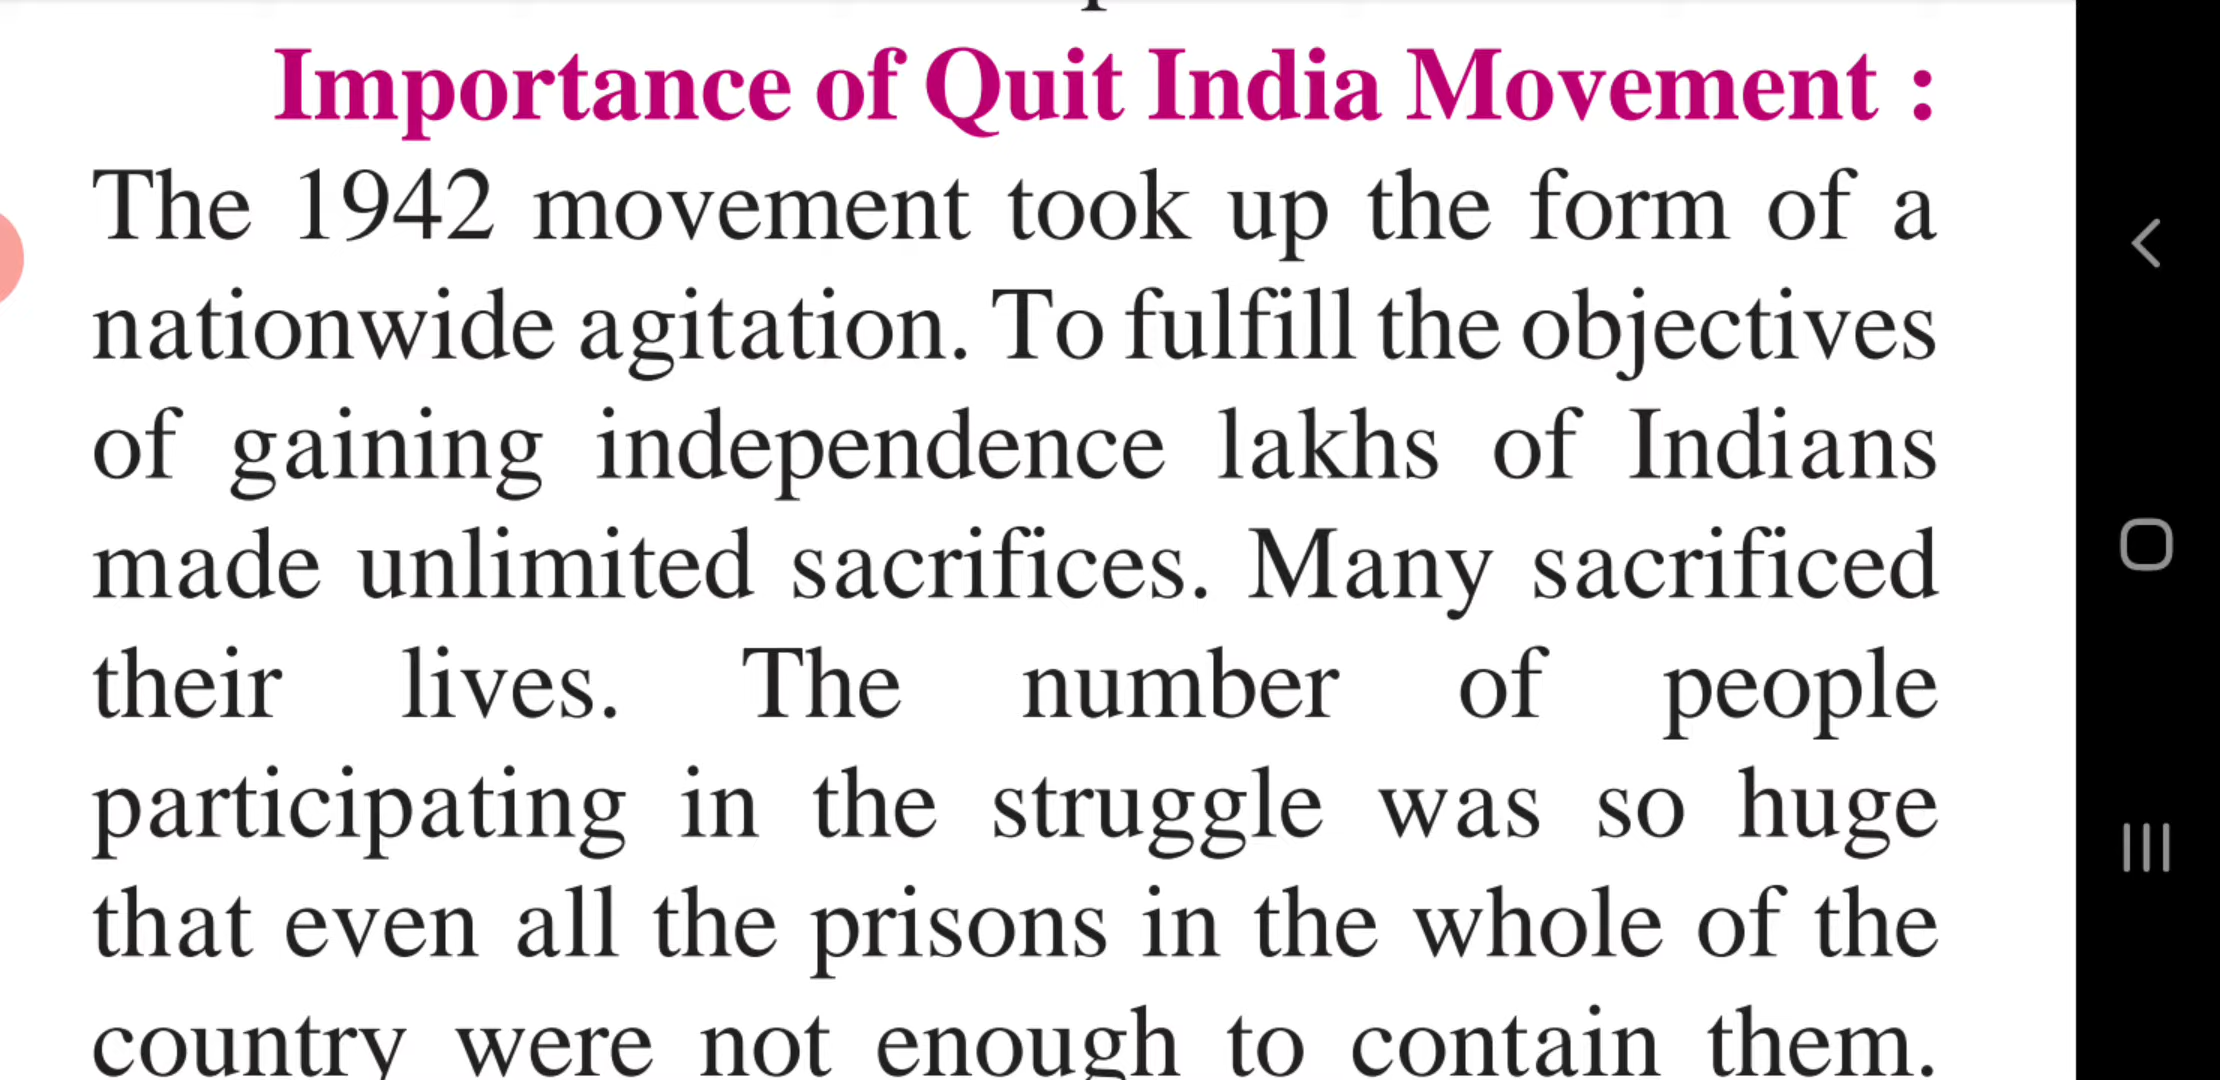 Importance of Quit India Movement :
The 1942 movement took up the form of a
nationwide agitation. To fulfill the objectives
of gaining independence lakhs of Indians
made unlimited sacrifices. Many sacrificed
their lives. The number of people
participating in the struggle was so huge
that even all the prisons in the whole of the
country were not enough to contain them.